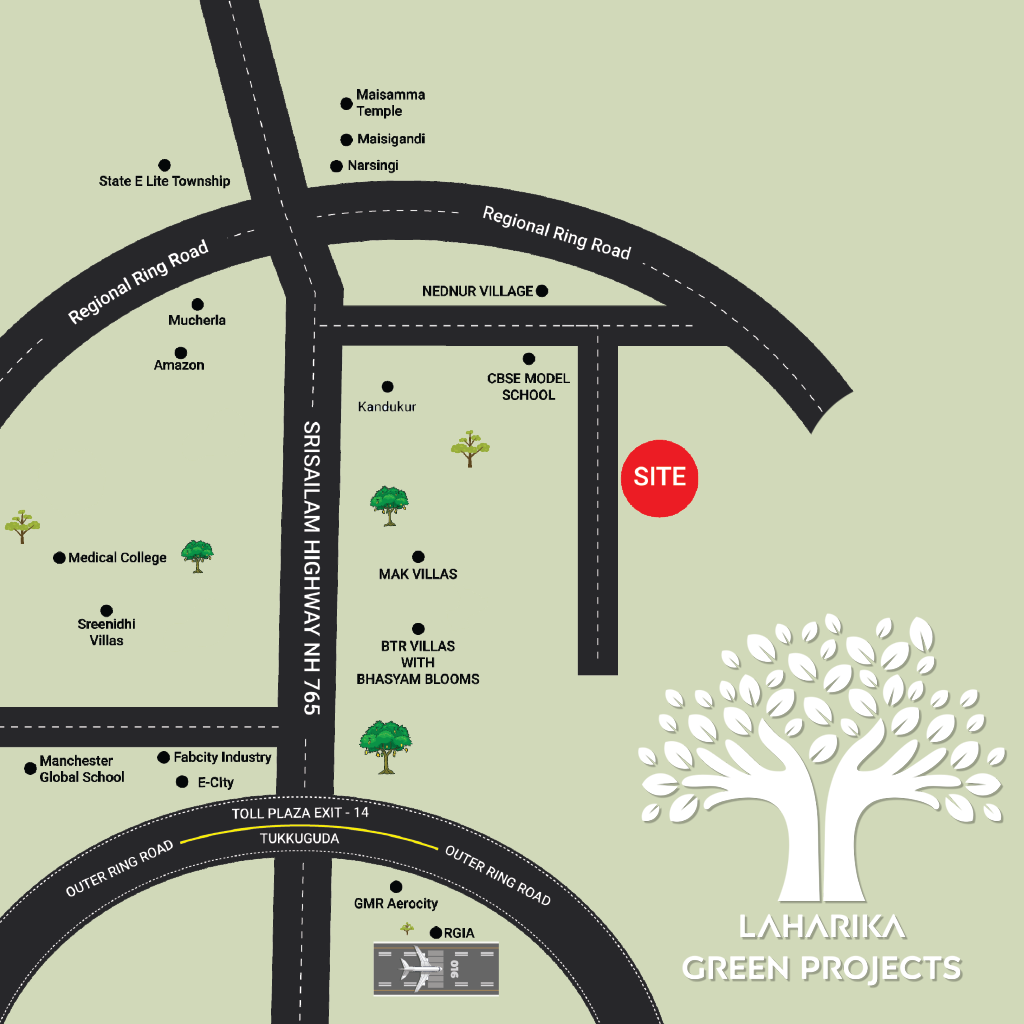 Maisamma
Temple
Maisigandi
Narsingi
State E Lite Township
Regional Ring Road
Regional Ring Road
NEDNUR VILLAGE
Mucherla
Amazon
CBSE MODEL
SCHOOL
Kandukur
SRISAILAM HIGHWAY NH 765
SITE
Medical College
MAK VILLAS
Sreenidhi
Villas
BTR VILLAS
WITH
BHASYAM BLOOMS
Manchester
Global School
Fabcity Industry
E-City
TOLL PLAZA EXIT - 14
TUKKUGUDA
OUTER RING ROAD
OUTER RING ROAD
GMR Aerocity
RGIA
016
LAHARIKA
GREEN PROJECTS